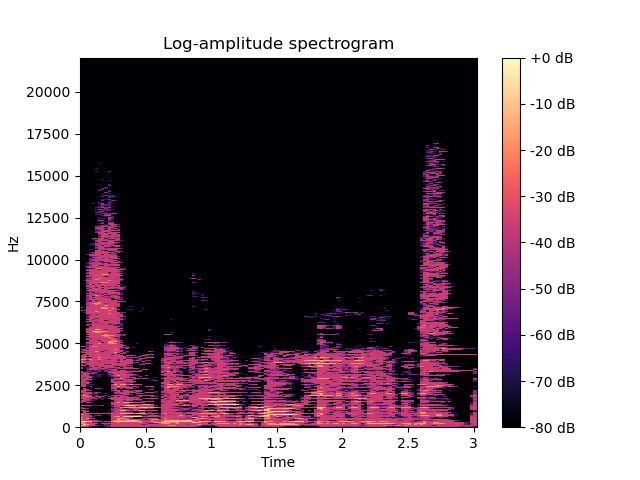 Log-amplitude spectrogram
Hz
20000
17500
15000
12500
10000
7500
5000
2500
0
0 0.5 1 1.5 2 2.5 3
Time
+0 dB
-10 dB
-20 dB
-30 dB
-40 dB
-50 dB
-60 dB
-70 dB
-80 dB